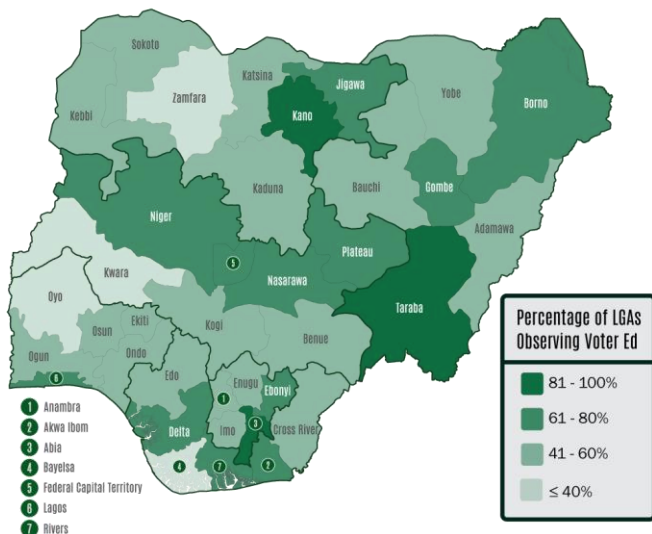 Sokoto
Katsina
Jigawa
Zamfara
Yobe
Borno
Kebbi
Kano
Kaduna
Bauchi
Gombe
Niger
Adamawa
Plateau
5
Kwara
Nasarawa
Oyo
Taraba
Kogi
Benue
Ekiti
Osun
Ondo
Ogun
Edo
Enugu
Ebonyi
6
1
Delta
Imo
3
Cross River
4
7
2
1 Anambra
2 Akwa Ibom
3 Abia
4 Bayelsa
5 Federal Capital Territory
6 Lagos
7 Rivers
Percentage of LGAs
Observing Voter Ed
81 - 100%
61 - 80%
41 - 60%
≤ 40%